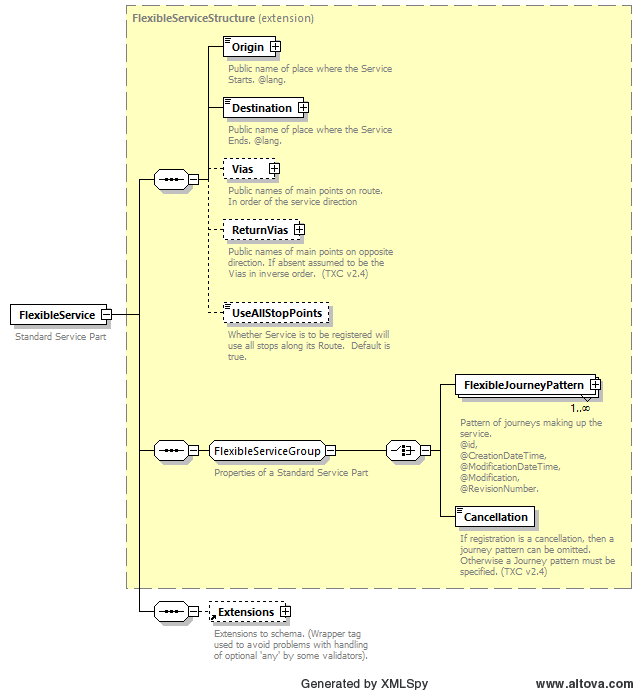 FlexibleServiceStructure (extension)
Origin
Public name of place where the Service
Starts. @lang.
Destination
Public name of place where the Service
Ends. @lang.
Vias
Public names of main points on route.
In order of the service direction
ReturnVias
Public names of main points on opposite
direction. If absent assumed to be the
Vias in inverse order. (TXC v2.4)
UseAllStopPoints
Whether Service is to be registered will
use all stops along its Route. Default is
true.
FlexibleService
Standard Service Part
FlexibleJourneyPattern
1..∞
Pattern of journeys making up the
service.
@id,
@CreationDateTime,
@ModificationDateTime,
@Modification,
@RevisionNumber.
FlexibleServiceGroup
Properties of a Standard Service Part
Cancellation
If registration is a cancellation, then a
journey pattern can be omitted.
Otherwise a Journey pattern must be
specified. (TXC v2.4)
Extensions
Extensions to schema. (Wrapper tag
used to avoid problems with handling
of optional 'any' by some validators).
Generated by XMLSpy
www.altova.com